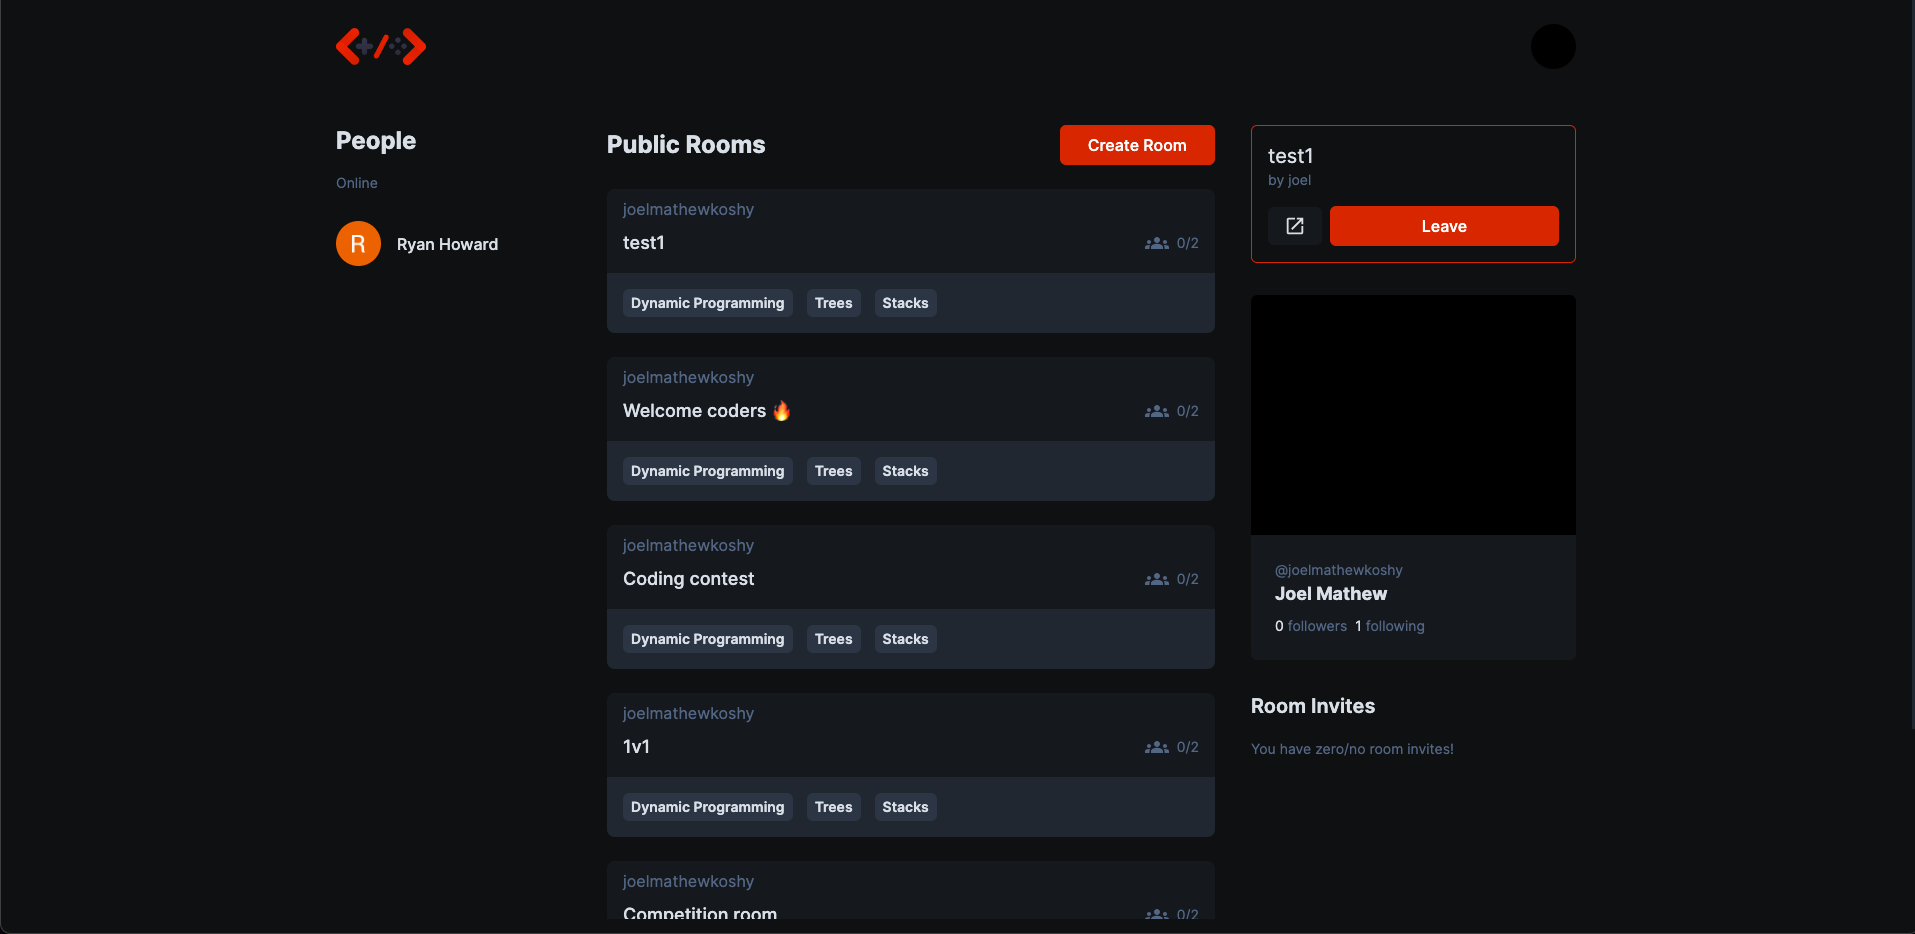 People
Online
R
Ryan Howard
Public Rooms
Create Room
joelmathewkoshy
test1
0/2
Dynamic Programming Trees Stacks
joelmathewkoshy
Welcome coders 🔥
0/2
Dynamic Programming Trees Stacks
joelmathewkoshy
Coding contest
0/2
Dynamic Programming Trees Stacks
joelmathewkoshy
1v1
0/2
Dynamic Programming Trees Stacks
joelmathewkoshy
Competition room
0/2
test1
by joel
Leave
@joelmathewkoshy
Joel Mathew
0 followers 1 following
Room Invites
You have zero/no room invites!